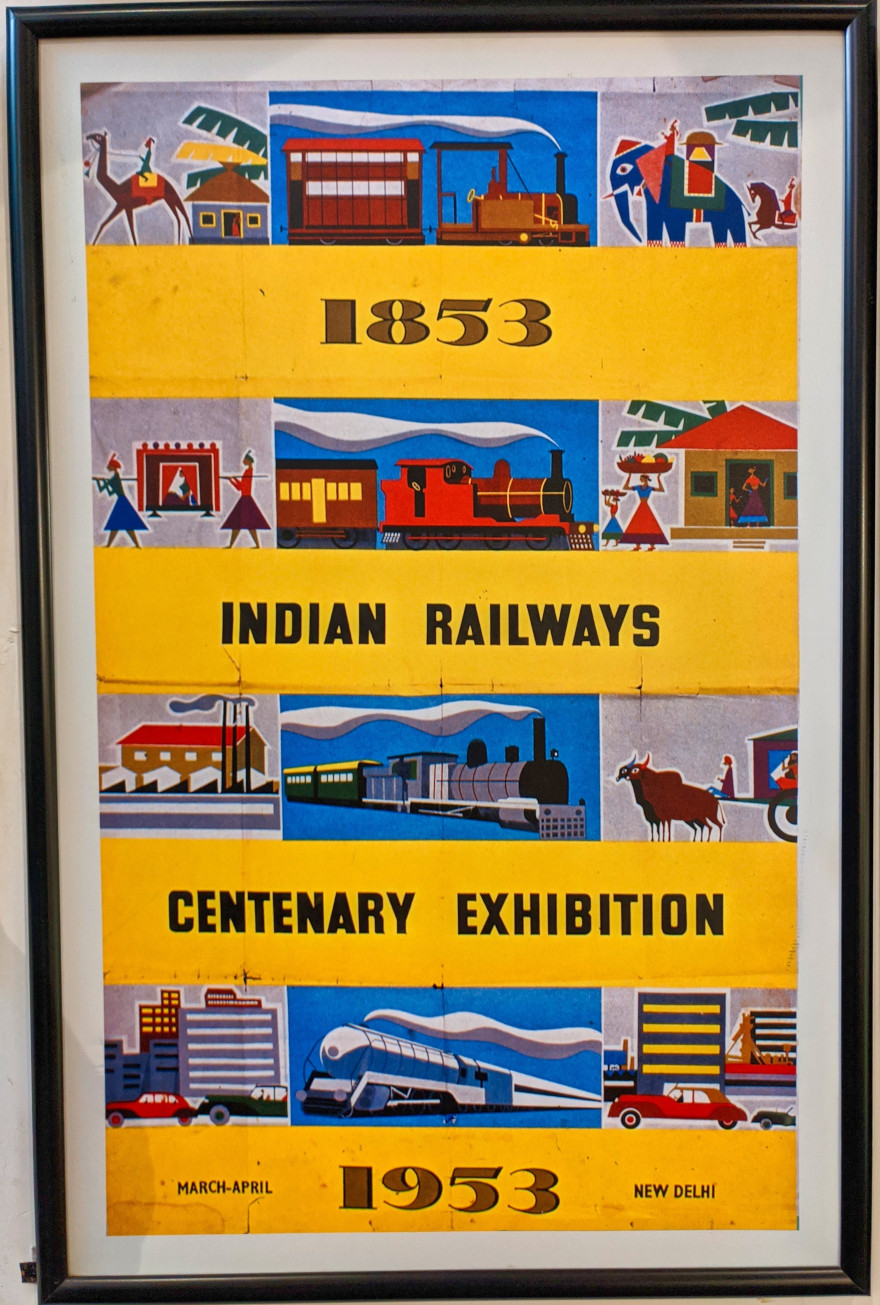 1853
INDIAN RAILWAYS
CENTENARY EXHIBITION
MARCH-APRIL 1953 NEW DELHI